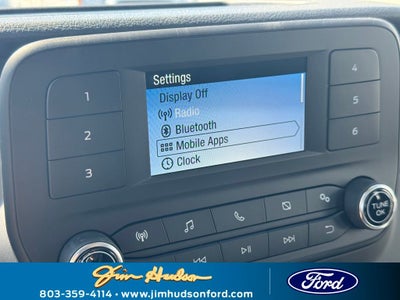 Settings
Display Off
Radio
Bluetooth
Mobile Apps
Clock
1
2
3
4
5
6
TUNE
OK
Jim Hudson
803-359-4114 • www.jimhudsonford.com
Ford